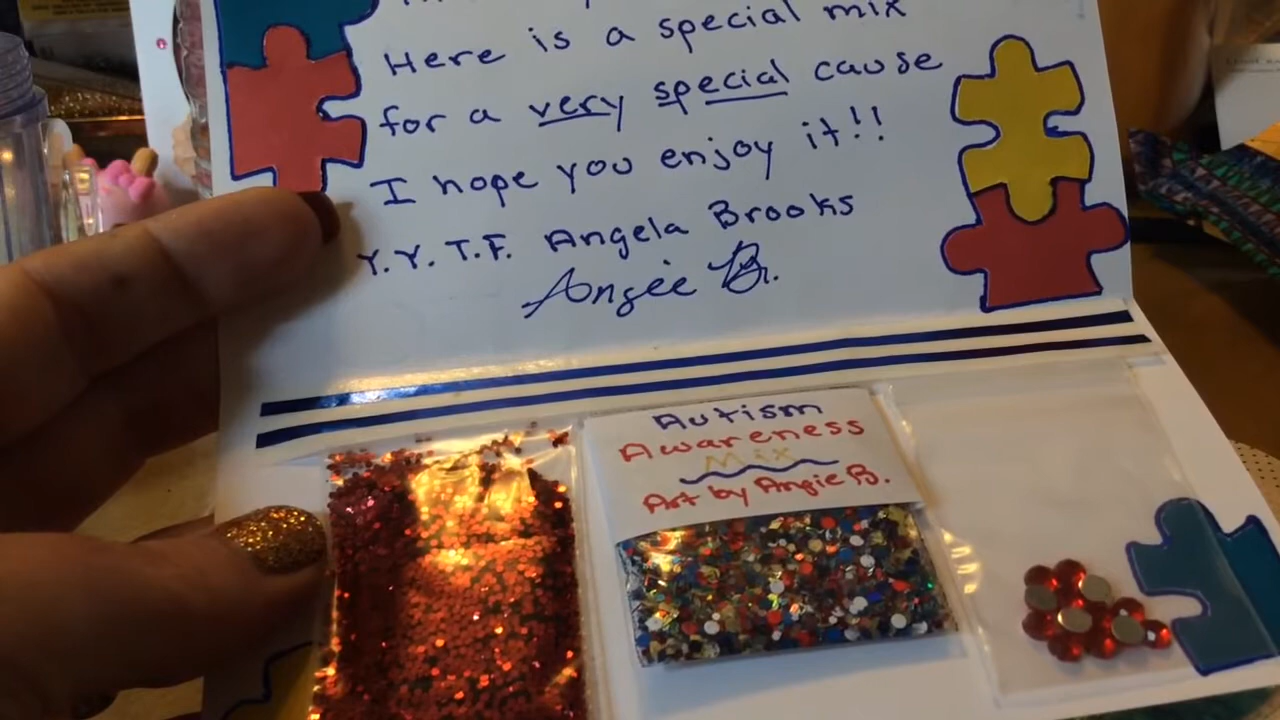 Here is a special mix
for a very special cause
I hope you enjoy it!!
Y.Y.T.F. Angela Brooks
Angie B.
Autism
Awareness
Mix
Art by Angie B.